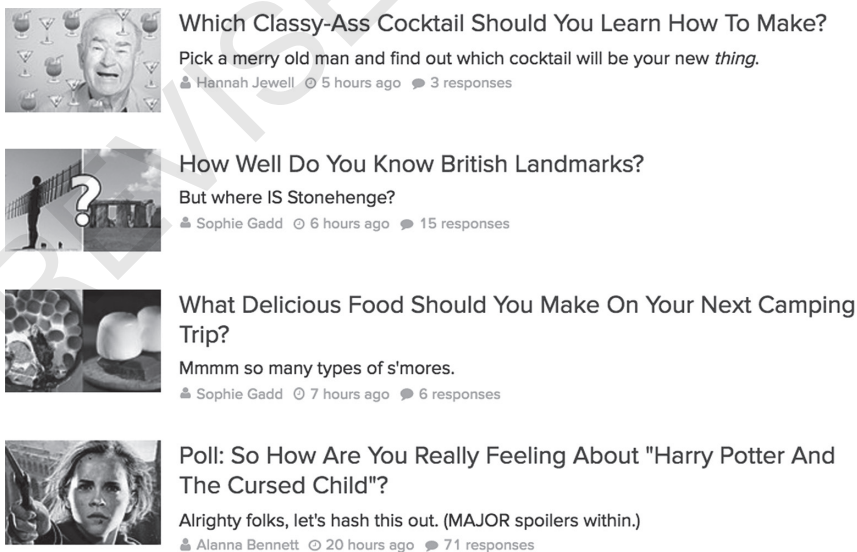 Which Classy-Ass Cocktail Should You Learn How To Make?
Pick a merry old man and find out which cocktail will be your new thing.
Hannah Jewell 5 hours ago 3 responses
How Well Do You Know British Landmarks?
?
But where IS Stonehenge?
Sophie Gadd 6 hours ago 15 responses
What Delicious Food Should You Make On Your Next Camping
Trip?
Mmmm so many types of s'mores.
Sophie Gadd 7 hours ago 6 responses
Poll: So How Are You Really Feeling About "Harry Potter And
The Cursed Child"?
Alrighty folks, let's hash this out. (MAJOR spoilers within.)
Alanna Bennett 20 hours ago 71 responses